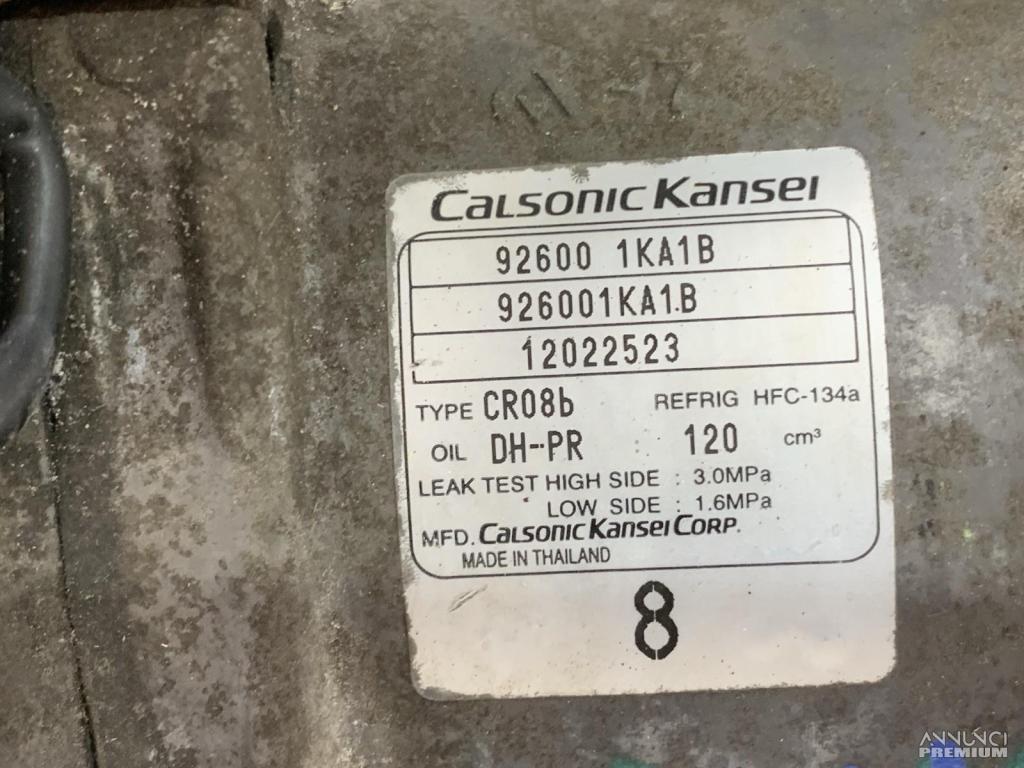 CALSONIC KANSEI
92600 1KA1B
926001KA1.B
12022523
TYPE CR08b REFRIG HFC-134a
OIL DH-PR 120 cm³
LEAK TEST HIGH SIDE : 3.0MPa
LOW SIDE : 1.6MPa
MFD. CALSONIC KANSEI CORP.
MADE IN THAILAND
8
ANNUNCI
PREMIUM